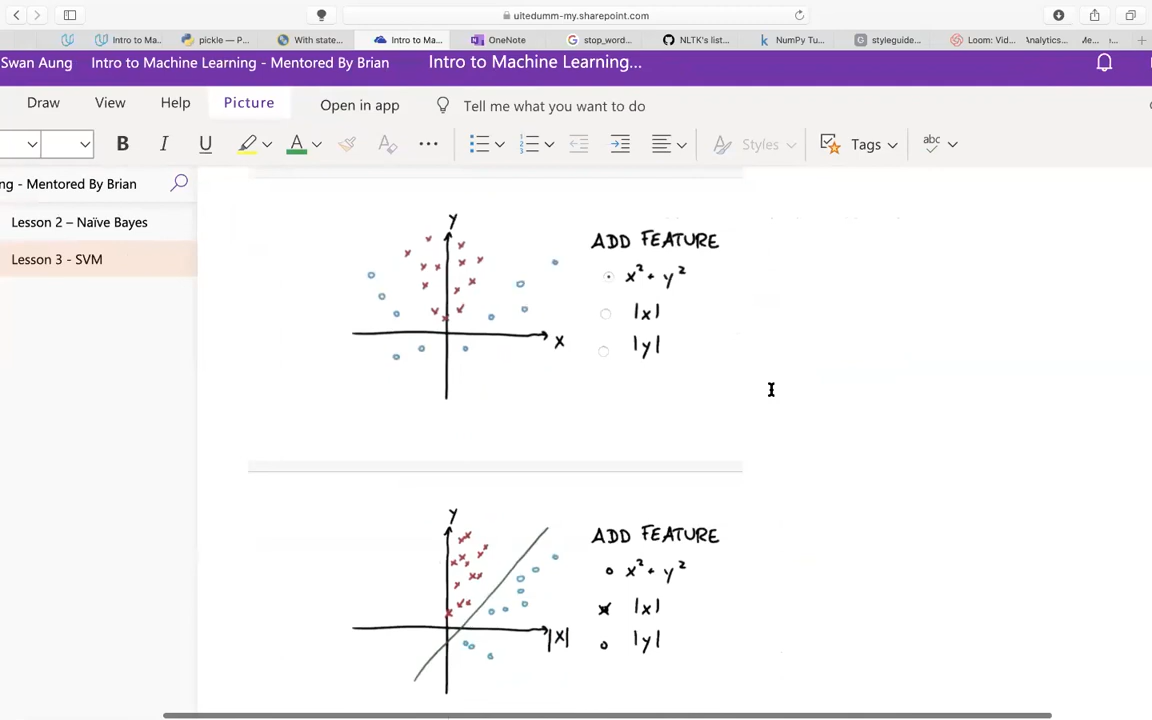 uitedumm-my.sharepoint.com
Intro to Ma..
pickle — P...
With state...
Intro to Ma...
OneNote
stop_word...
NLTK's list...
NumPy Tu...
styleguide...
Loom: Vid...
Analytics...
Swan Aung
Intro to Machine Learning - Mentored By Brian
Intro to Machine Learning...
Draw
View
Help
Picture
Open in app
Tell me what you want to do
B
I
U
A
Styles
Tags
abc
ng - Mentored By Brian
Lesson 2 – Naïve Bayes
Lesson 3 - SVM
Y
X
ADD FEATURE
x² + y²
|x|
|y|
Y
|X|
ADD FEATURE
x² + y²
|x|
|y|